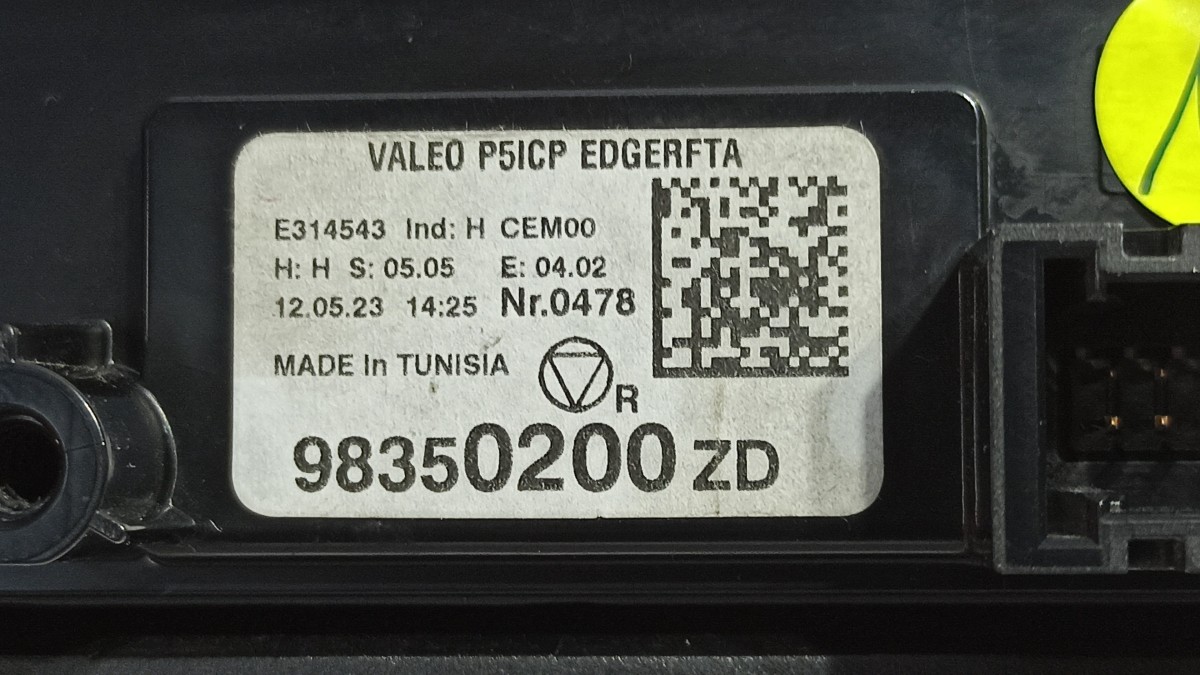 VALEO P5ICP EDGERFTA
E314543 Ind: H CEM00
H: H S: 05.05 E: 04.02
12.05.23 14:25 Nr.0478
MADE In TUNISIA
R
98350200 ZD